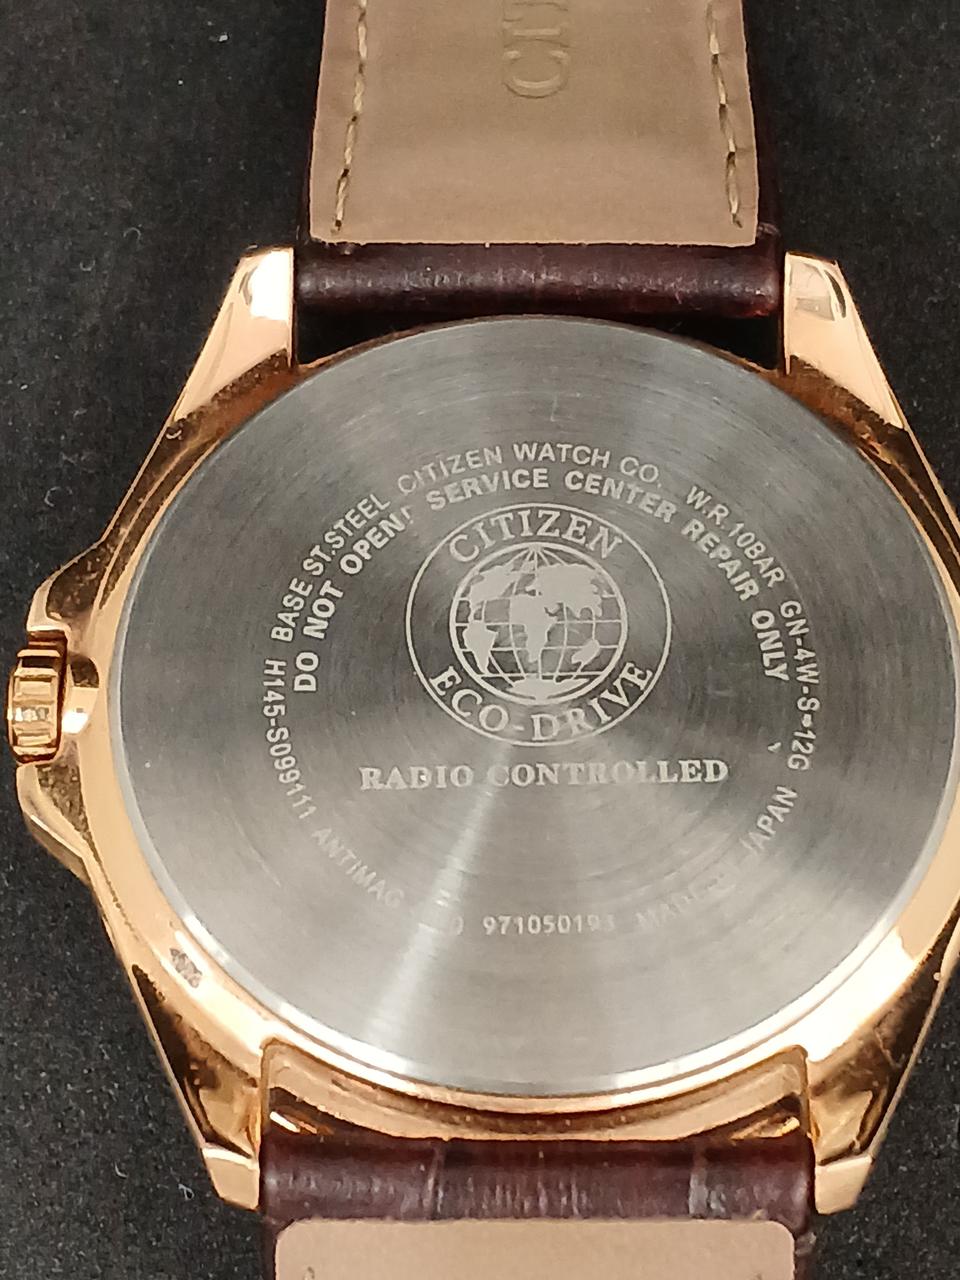 CITIZEN WATCH CO. W.R.10BAR GN-4W-S-12G
BASE ST.STEEL
DO NOT OPEN! SERVICE CENTER REPAIR ONLY
CITIZEN
ECO-DRIVE
RADIO CONTROLLED
H145-S099111 ANTIMAG 971050193 MADE JAPAN